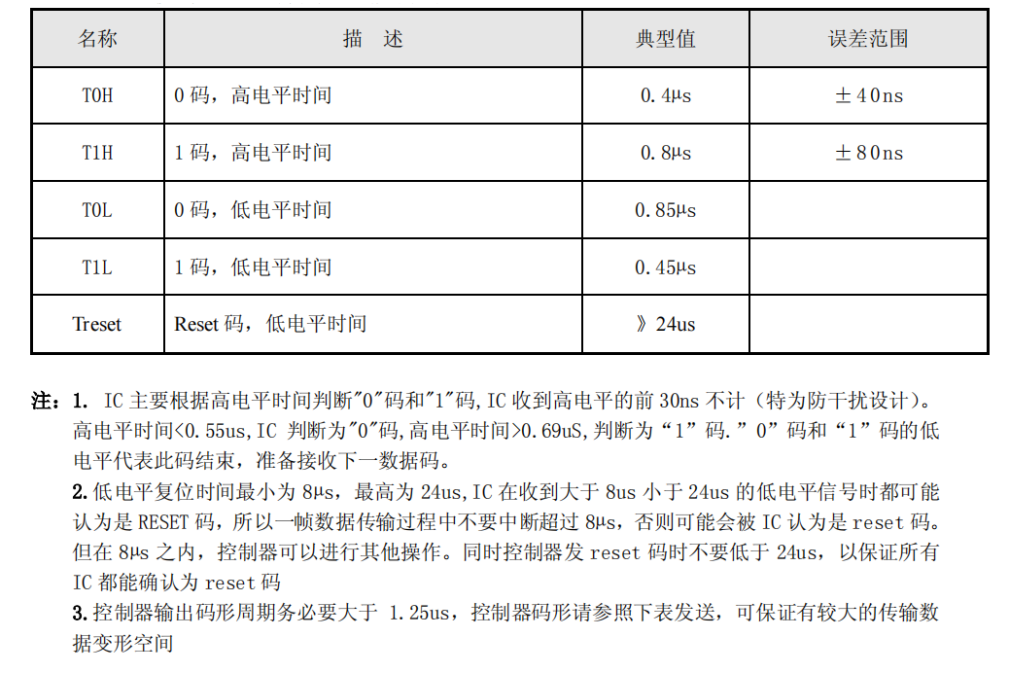 名称 描 述 典型值 误差范围
T0H 0 码，高电平时间 0.4μs ±40ns
T1H 1 码，高电平时间 0.8μs ±80ns
T0L 0 码，低电平时间 0.85μs
T1L 1 码，低电平时间 0.45μs
Treset Reset 码，低电平时间 》24us
注：1. IC 主要根据高电平时间判断"0"码和"1"码,IC 收到高电平的前 30ns 不计（特为防干扰设计）。
高电平时间<0.55us,IC 判断为"0"码,高电平时间>0.69uS,判断为“1”码.”0”码和“1”码的低
电平代表此码结束，准备接收下一数据码。
2.低电平复位时间最小为 8μs，最高为 24us,IC 在收到大于 8us 小于 24us 的低电平信号时都可能
认为是 RESET 码，所以一帧数据传输过程中不要中断超过 8μs，否则可能会被 IC 认为是 reset 码。
但在 8μs 之内，控制器可以进行其他操作。同时控制器发 reset 码时不要低于 24us，以保证所有
IC 都能确认为 reset 码
3.控制器输出码形周期务必要大于 1.25us，控制器码形请参照下表发送，可保证有较大的传输数
据变形空间